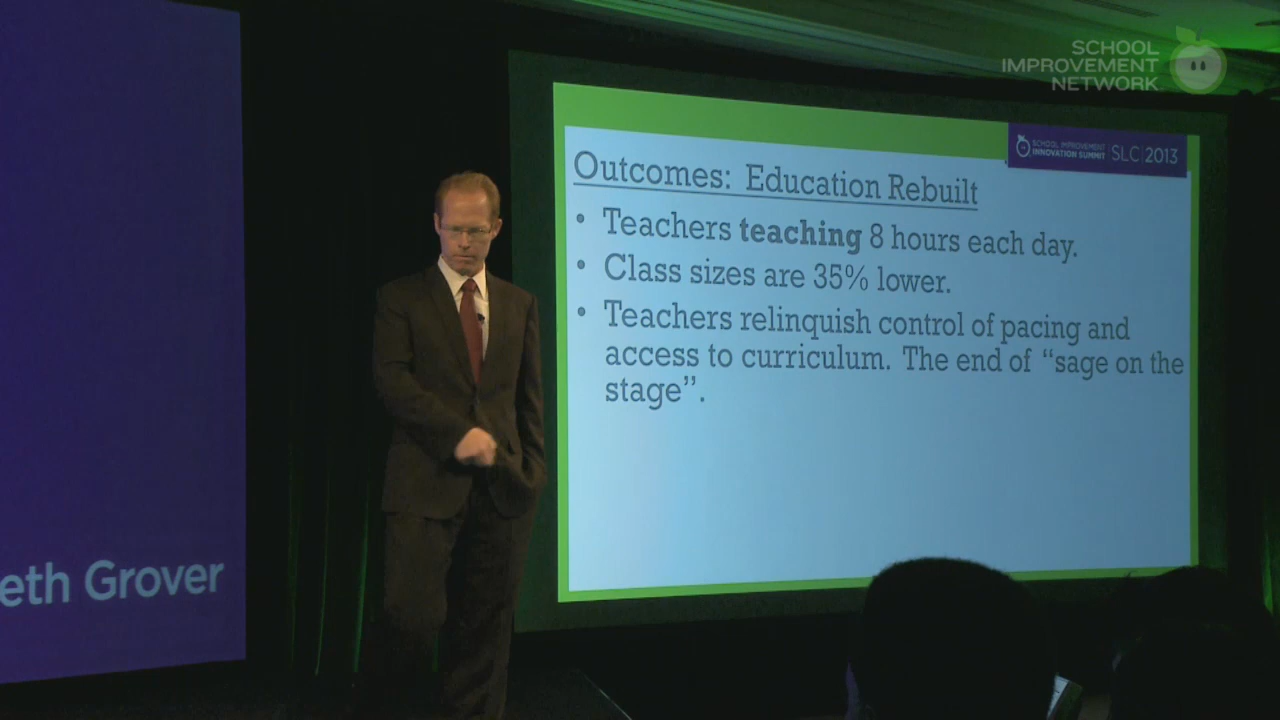 SCHOOL
IMPROVEMENT
NETWORK
SCHOOL IMPROVEMENT
INNOVATION SUMMIT
SLC 2013
Outcomes: Education Rebuilt
• Teachers teaching 8 hours each day.
• Class sizes are 35% lower.
• Teachers relinquish control of pacing and
access to curriculum. The end of “sage on the
stage”.
eth Grover